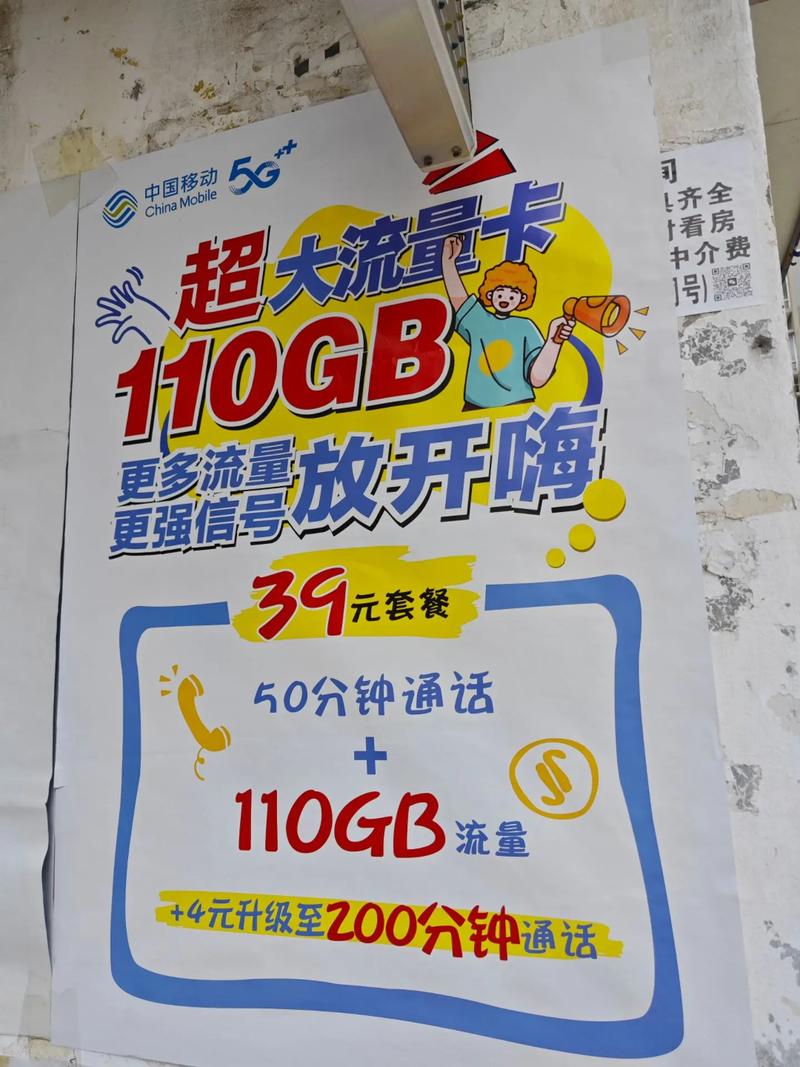 中国移动
China Mobile
5G++
超大流量卡
110GB
更多流量
更强信号
放开嗨
39元套餐
50分钟通话
+
110GB流量
+4元升级至200分钟通话
齐全
看房
中介费
号)